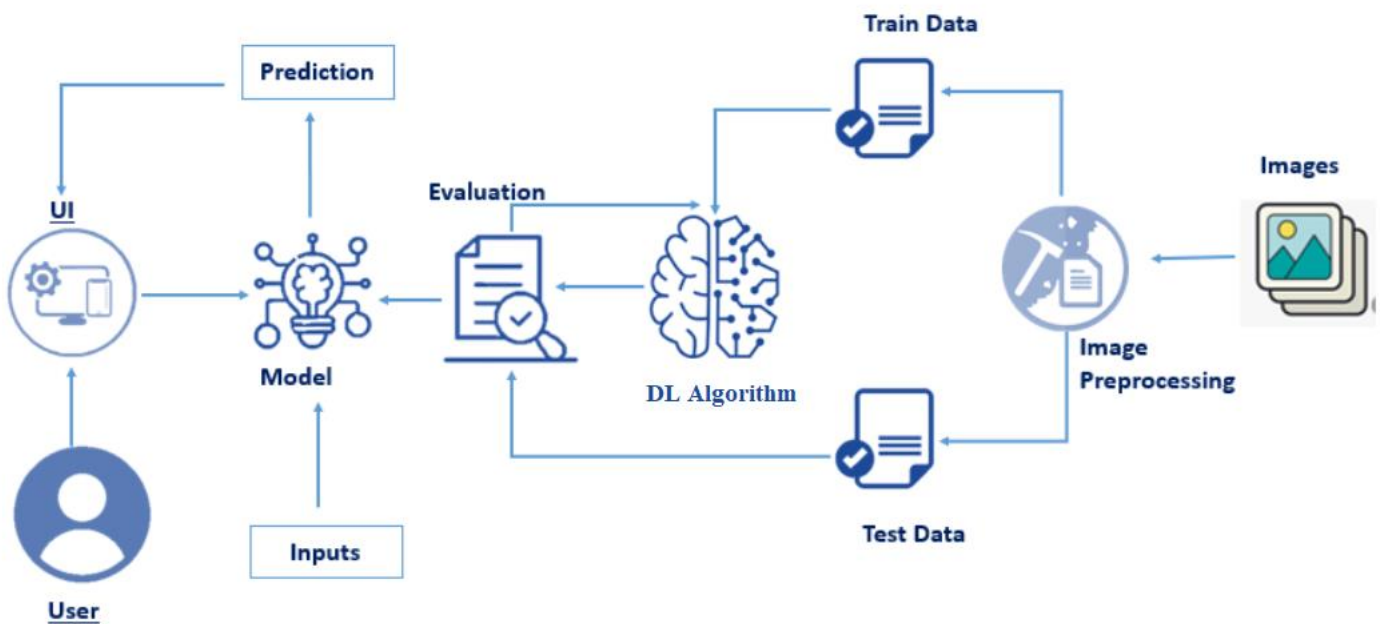 Train Data
Prediction
Images
Evaluation
UI
Image
Preprocessing
Model
DL Algorithm
Test Data
Inputs
User